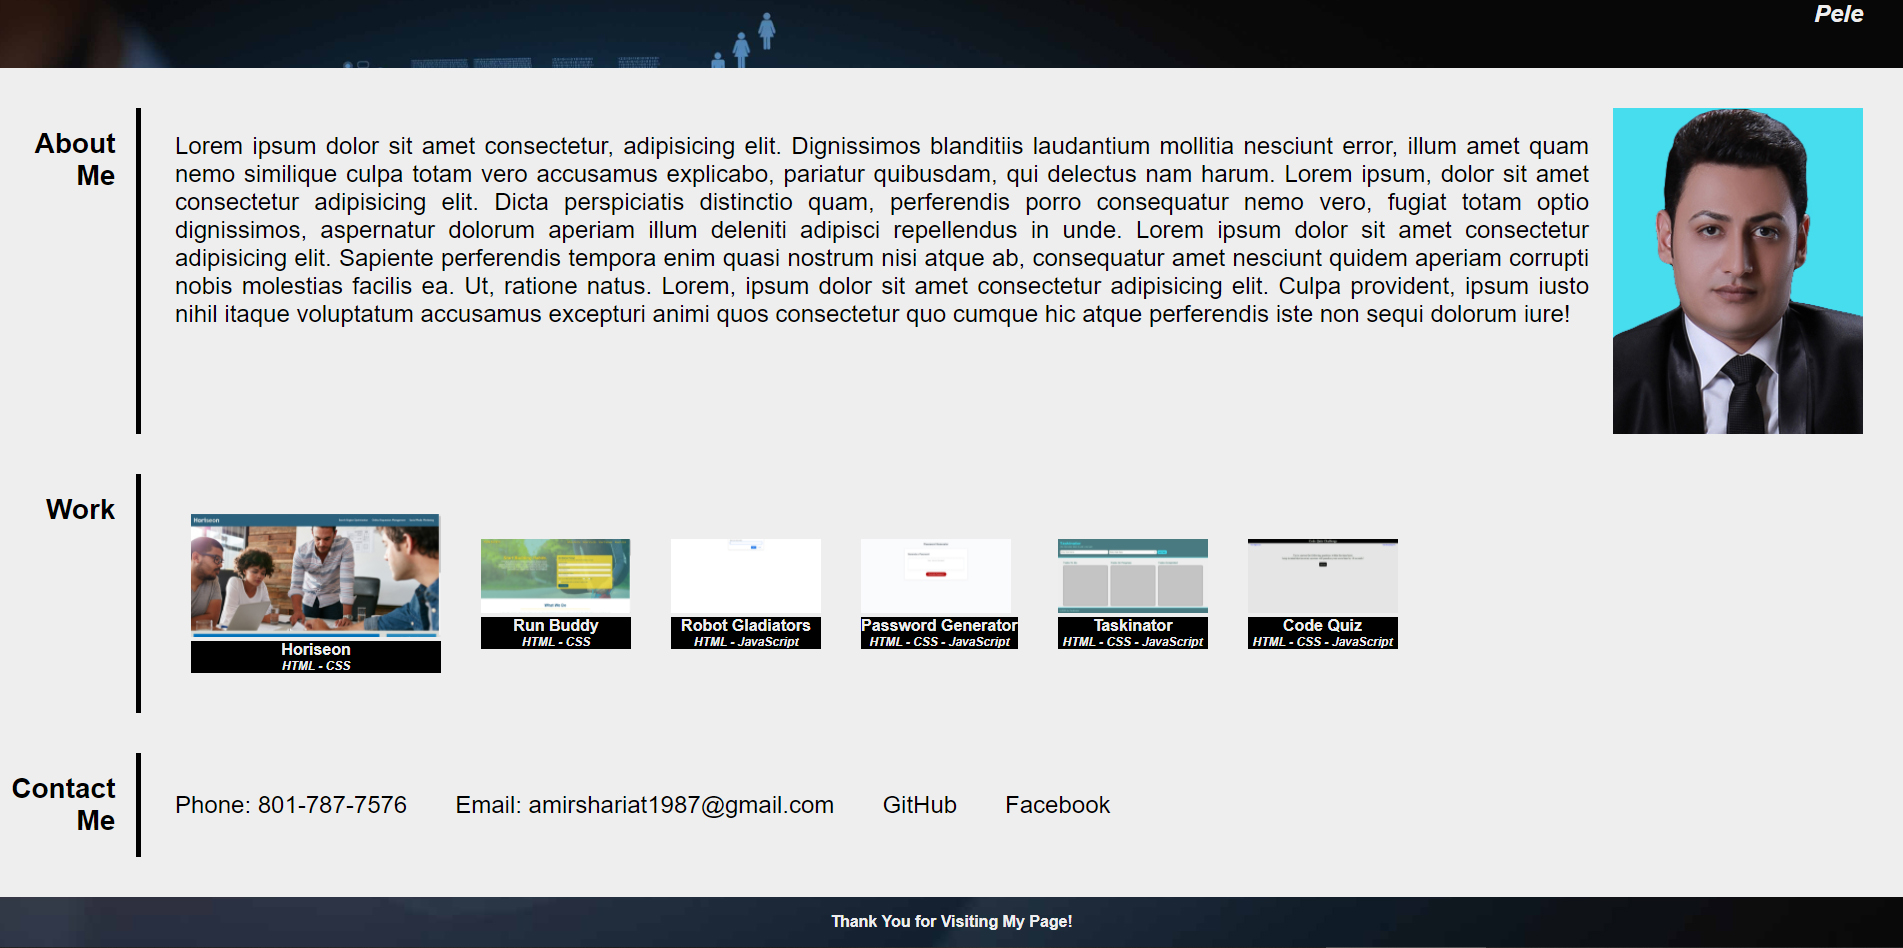 Pele
About
Me
Lorem ipsum dolor sit amet consectetur, adipisicing elit. Dignissimos blanditiis laudantium mollitia nesciunt error, illum amet quam
nemo similique culpa totam vero accusamus explicabo, pariatur quibusdam, qui delectus nam harum. Lorem ipsum, dolor sit amet
consectetur adipisicing elit. Dicta perspiciatis distinctio quam, perferendis porro consequatur nemo vero, fugiat totam optio
dignissimos, aspernatur dolorum aperiam illum deleniti adipisci repellendus in unde. Lorem ipsum dolor sit amet consectetur
adipisicing elit. Sapiente perferendis tempora enim quasi nostrum nisi atque ab, consequatur amet nesciunt quidem aperiam corrupti
nobis molestias facilis ea. Ut, ratione natus. Lorem, ipsum dolor sit amet consectetur adipisicing elit. Culpa provident, ipsum iusto
nihil itaque voluptatum accusamus excepturi animi quos consectetur quo cumque hic atque perferendis iste non sequi dolorum iure!
Work
Horiseon
Horiseon
HTML - CSS
What We Do
Run Buddy
HTML - CSS
Robot Gladiators
HTML - JavaScript
Password Generator
HTML - CSS - JavaScript
Taskinator
Taskinator
HTML - CSS - JavaScript
Code Quiz
HTML - CSS - JavaScript
Contact
Me
Phone: 801-787-7576 Email: amirshariat1987@gmail.com GitHub Facebook
Thank You for Visiting My Page!